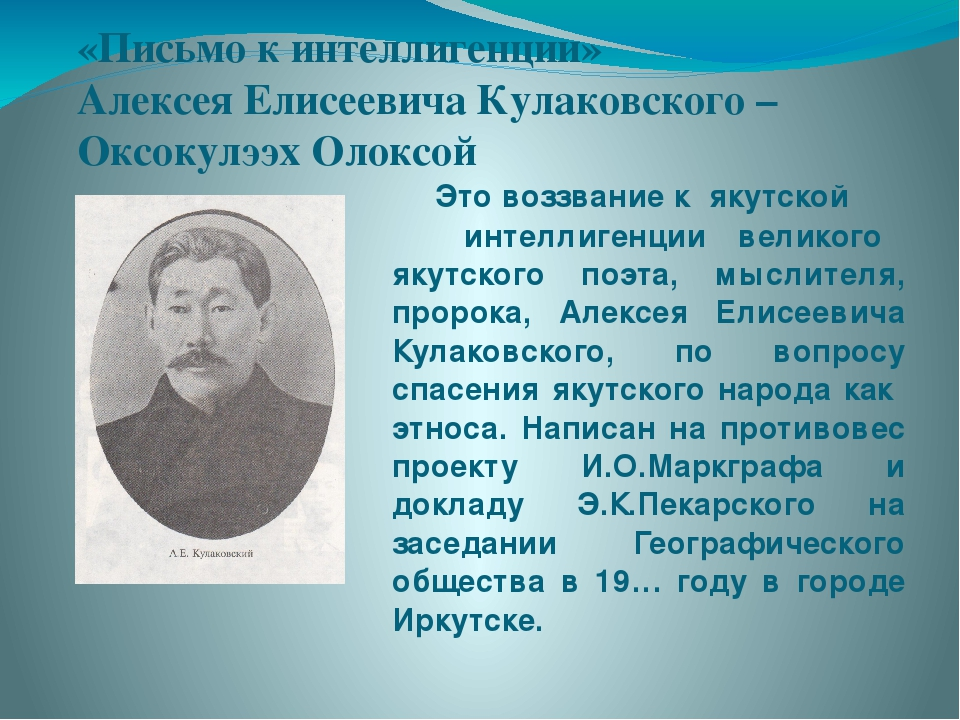 «Письмо к интеллигенции»
Алексея Елисеевича Кулаковского –
Оксокулээх Олоксой
Это воззвание к якутской
интеллигенции великого
якутского поэта, мыслителя,
пророка, Алексея Елисеевича
Кулаковского, по вопросу
спасения якутского народа как
этноса. Написан на противовес
проекту И.О.Маркграфа и
докладу Э.К.Пекарского на
заседании Географического
общества в 19... году в городе
Иркутске.
А.Е. Кулаковский